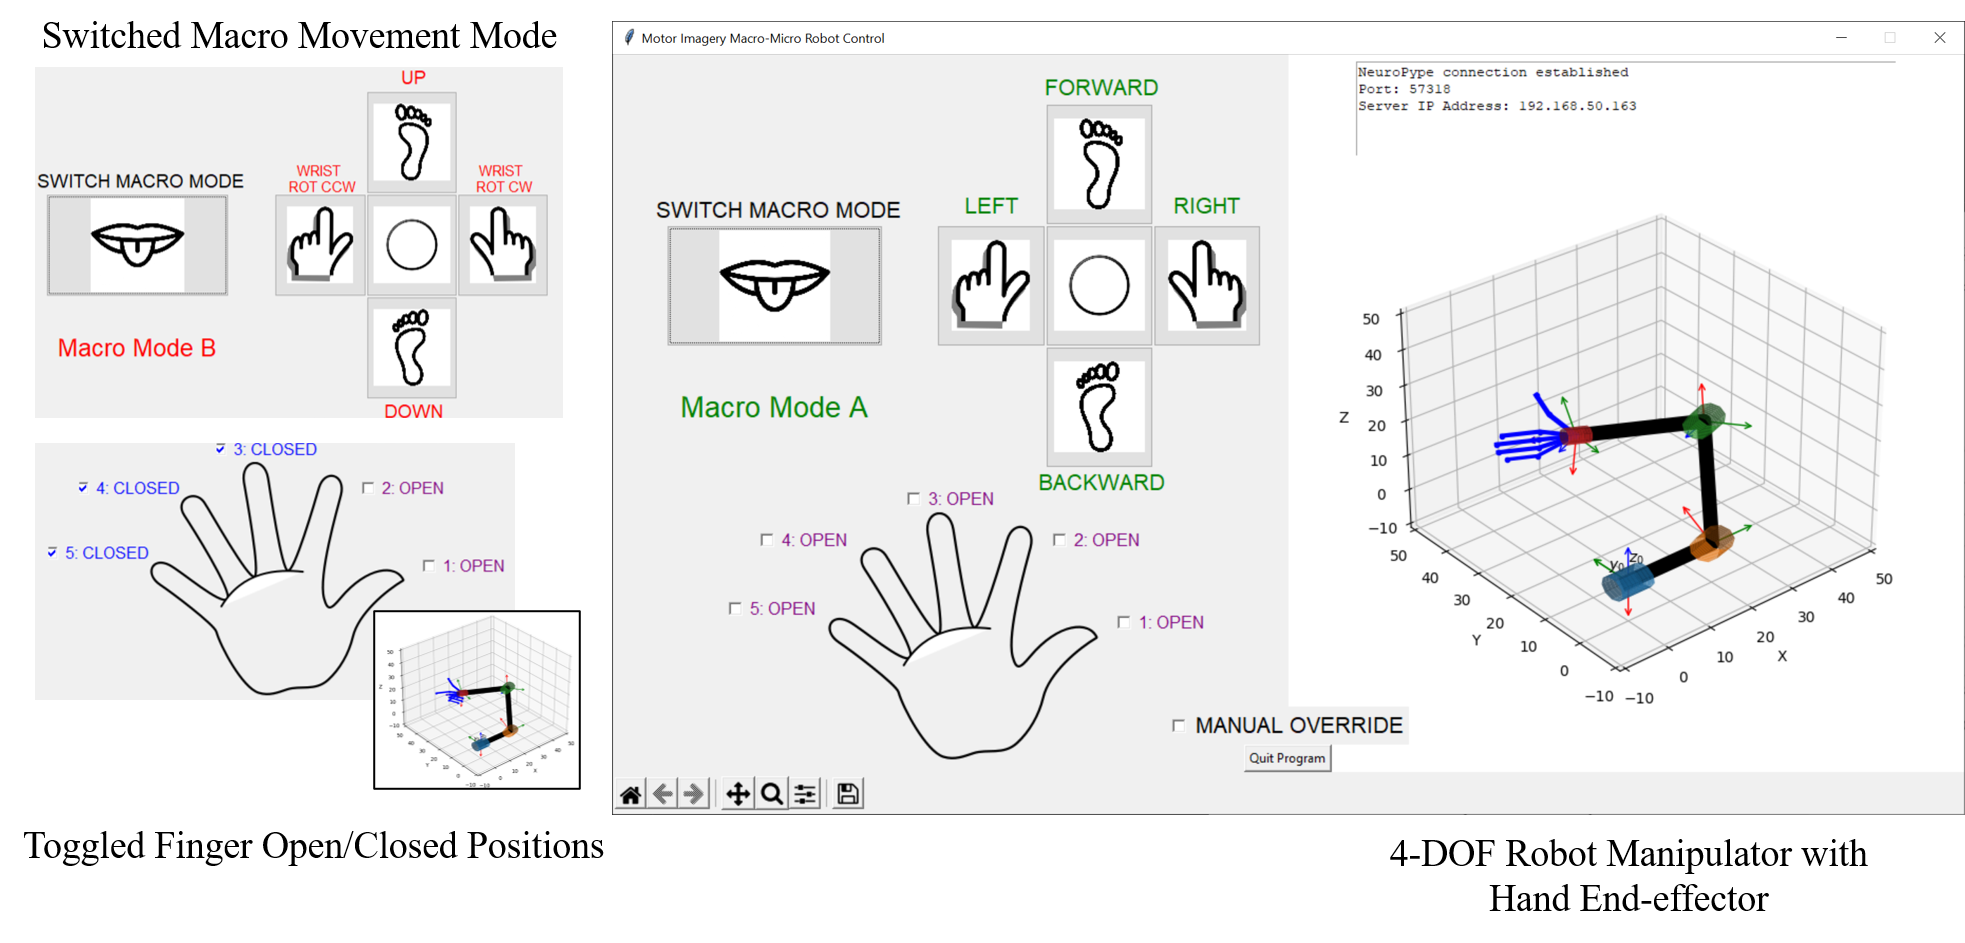 Switched Macro Movement Mode
UP
WRIST
ROT CCW
WRIST
ROT CW
SWITCH MACRO MODE
Macro Mode B
DOWN
3: CLOSED
4: CLOSED
2: OPEN
5: CLOSED
1: OPEN
Toggled Finger Open/Closed Positions
Motor Imagery Macro-Micro Robot Control
FORWARD
LEFT
RIGHT
SWITCH MACRO MODE
Macro Mode A
BACKWARD
3: OPEN
4: OPEN
2: OPEN
5: OPEN
1: OPEN
MANUAL OVERRIDE
Quit Program
NeuroPype connection established
Port: 57318
Server IP Address: 192.168.50.163
50
40
30
Z
20
10
0
−10
50
40
30
20
Y
10
0
−10
−10
0
10
20
X
30
40
50
y₀
z₀
4-DOF Robot Manipulator with
Hand End-effector